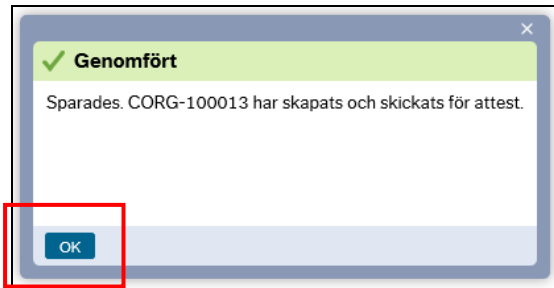 Genomfört
Sparades. CORG-100013 har skapats och skickats för attest.
OK